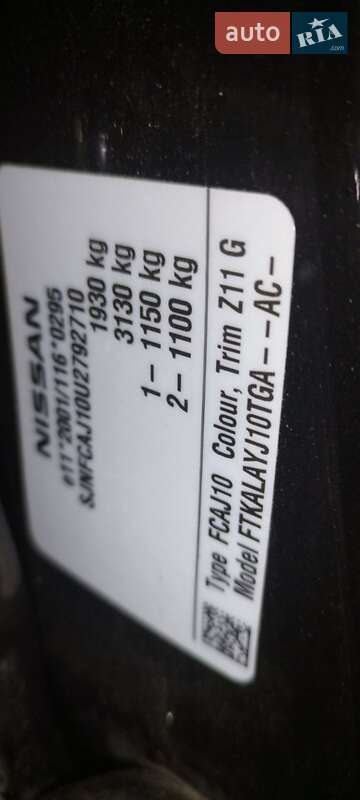 auto RIA .com
NISSAN
e11*2001/116*0295
SJNFCAJ10U2792710
1930 kg
3130 kg
1– 1150 kg
2– 1100 kg
Type FCAJ10 Colour, Trim Z11 G
Model FTKALAYJ10TGA – –AC–